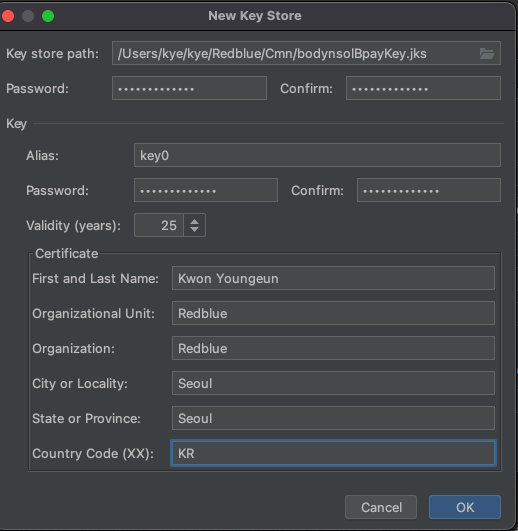 New Key Store
Key store path: /Users/kye/kye/Redblue/Cmn/bodynsolBpayKey.jks
Password: ••••••••••••• Confirm: •••••••••••••
Key
Alias: key0
Password: ••••••••••••• Confirm: •••••••••••••
Validity (years): 25
Certificate
First and Last Name: Kwon Youngeun
Organizational Unit: Redblue
Organization: Redblue
City or Locality: Seoul
State or Province: Seoul
Country Code (XX): KR
Cancel OK